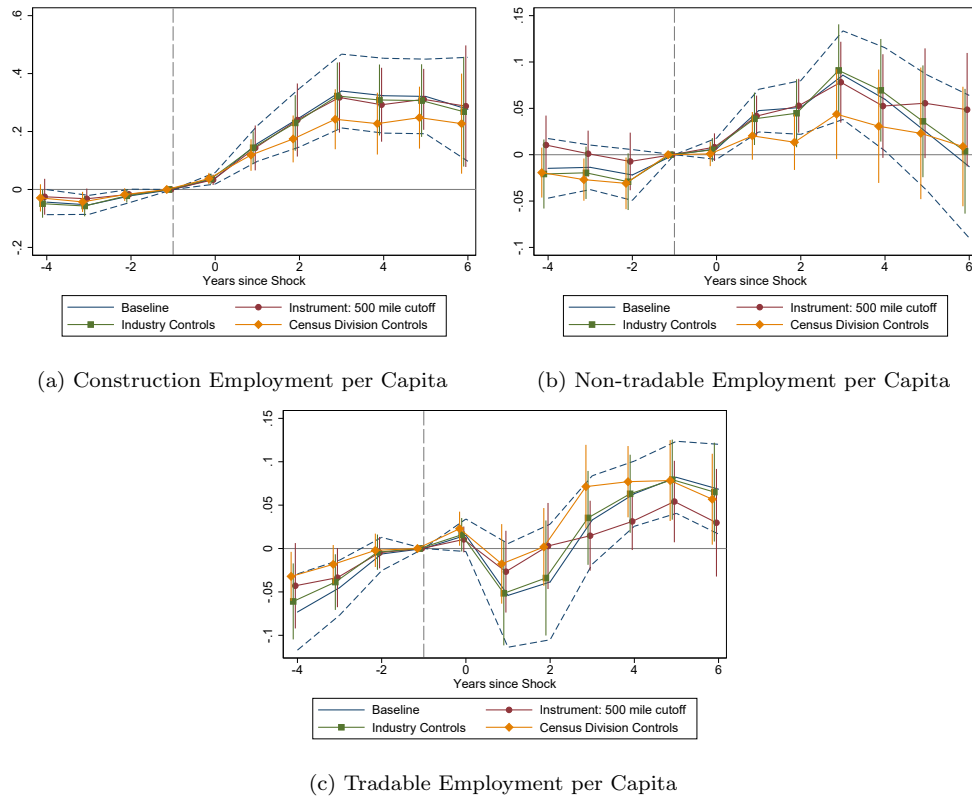 .6
.4
.2
0
-.2
-4
-2
0
2
4
6
Years since Shock
Baseline
Instrument: 500 mile cutoff
Industry Controls
Census Division Controls
(a) Construction Employment per Capita
.15
.1
.05
0
-.05
-.1
-4
-2
0
2
4
6
Years since Shock
Baseline
Instrument: 500 mile cutoff
Industry Controls
Census Division Controls
(b) Non-tradable Employment per Capita
.15
.1
.05
0
-.05
-.1
-4
-2
0
2
4
6
Years since Shock
Baseline
Instrument: 500 mile cutoff
Industry Controls
Census Division Controls
(c) Tradable Employment per Capita